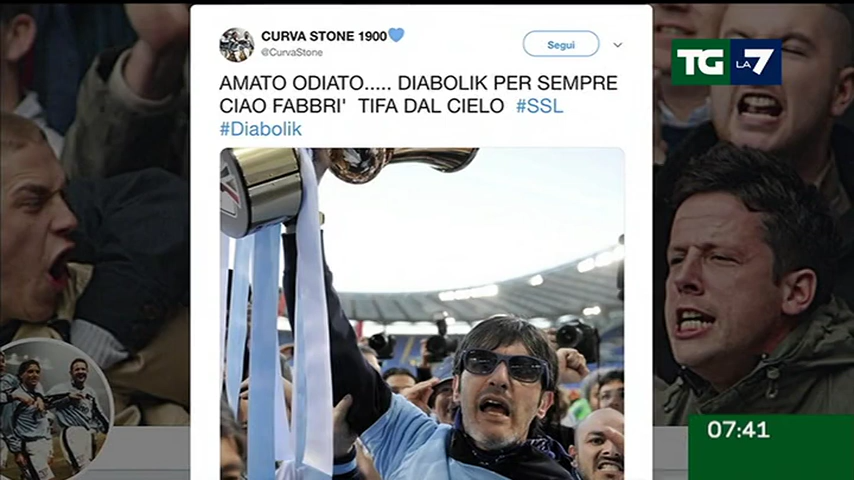 CURVA STONE 1900
@CurvaStone
Segui
AMATO ODIATO..... DIABOLIK PER SEMPRE
CIAO FABBRI'  TIFA DAL CIELO  #SSL
#Diabolik
TG LA7
07:41